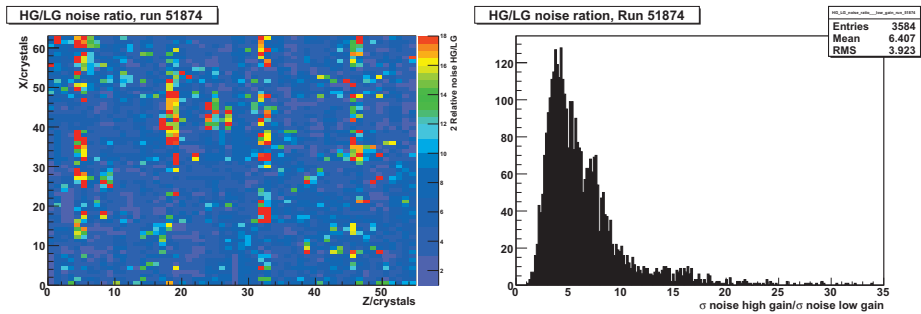 HG/LG noise ratio, run 51874
X/crystals
60
50
40
30
20
10
0
0 10 20 30 40 50
Z/crystals
18
16
14
12
10
8
6
4
2
2 Relative noise HG/LG
HG/LG noise ration, Run 51874
HG_LG_noise_ratio__low_gain_run_51874
Entries 3584
Mean 6.407
RMS 3.923
120
100
80
60
40
20
0
0 5 10 15 20 25 30 35
σ noise high gain/σ noise low gain